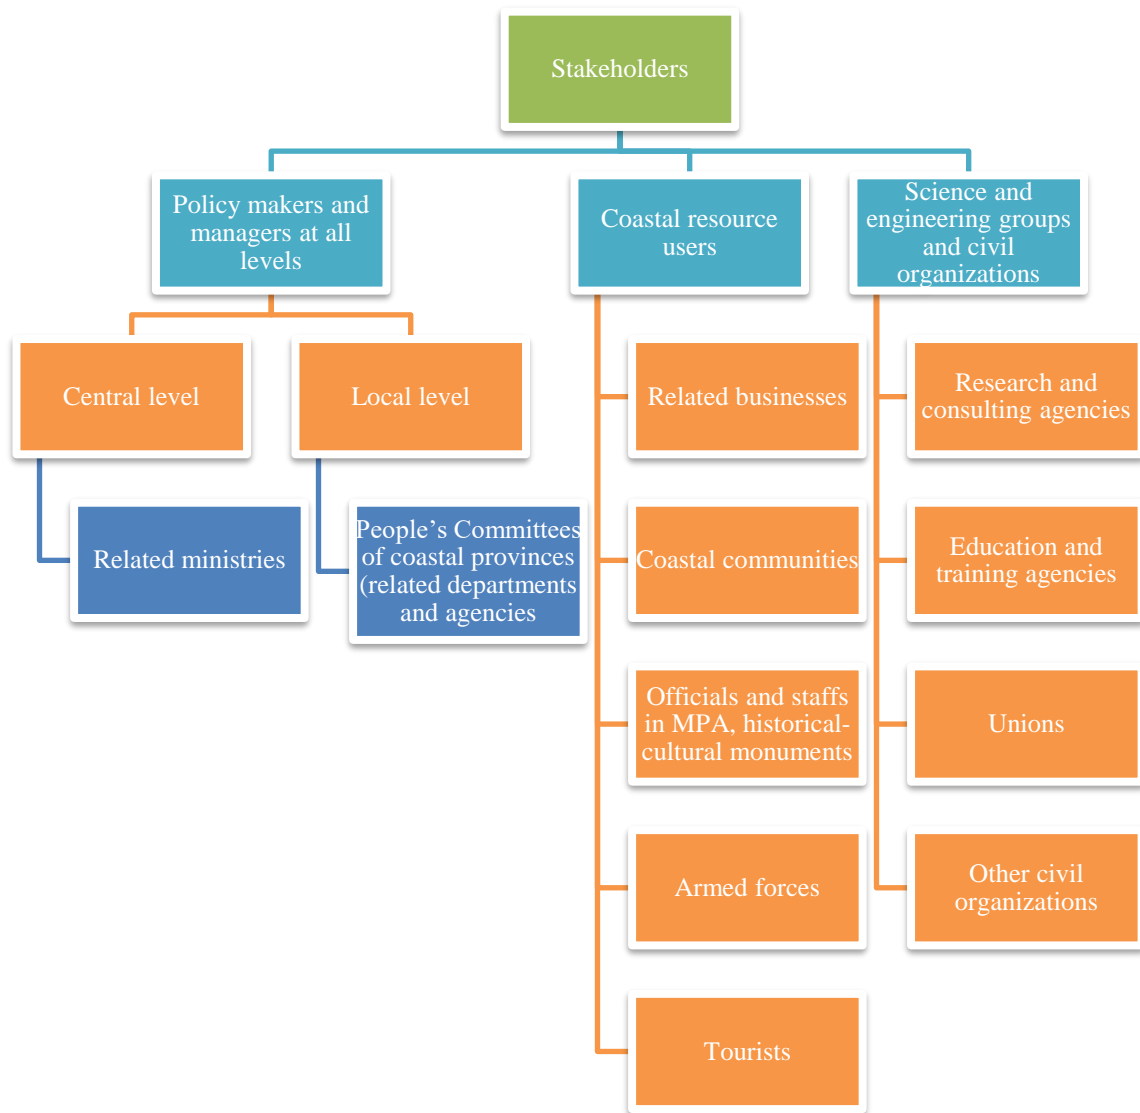 Stakeholders
Policy makers and
managers at all
levels
Coastal resource
users
Science and
engineering groups
and civil
organizations
Central level
Local level
Related businesses
Research and
consulting agencies
Related ministries
People’s Committees
of coastal provinces
(related departments
and agencies
Coastal communities
Education and
training agencies
Officials and staffs
in MPA, historical-
cultural monuments
Unions
Armed forces
Other civil
organizations
Tourists